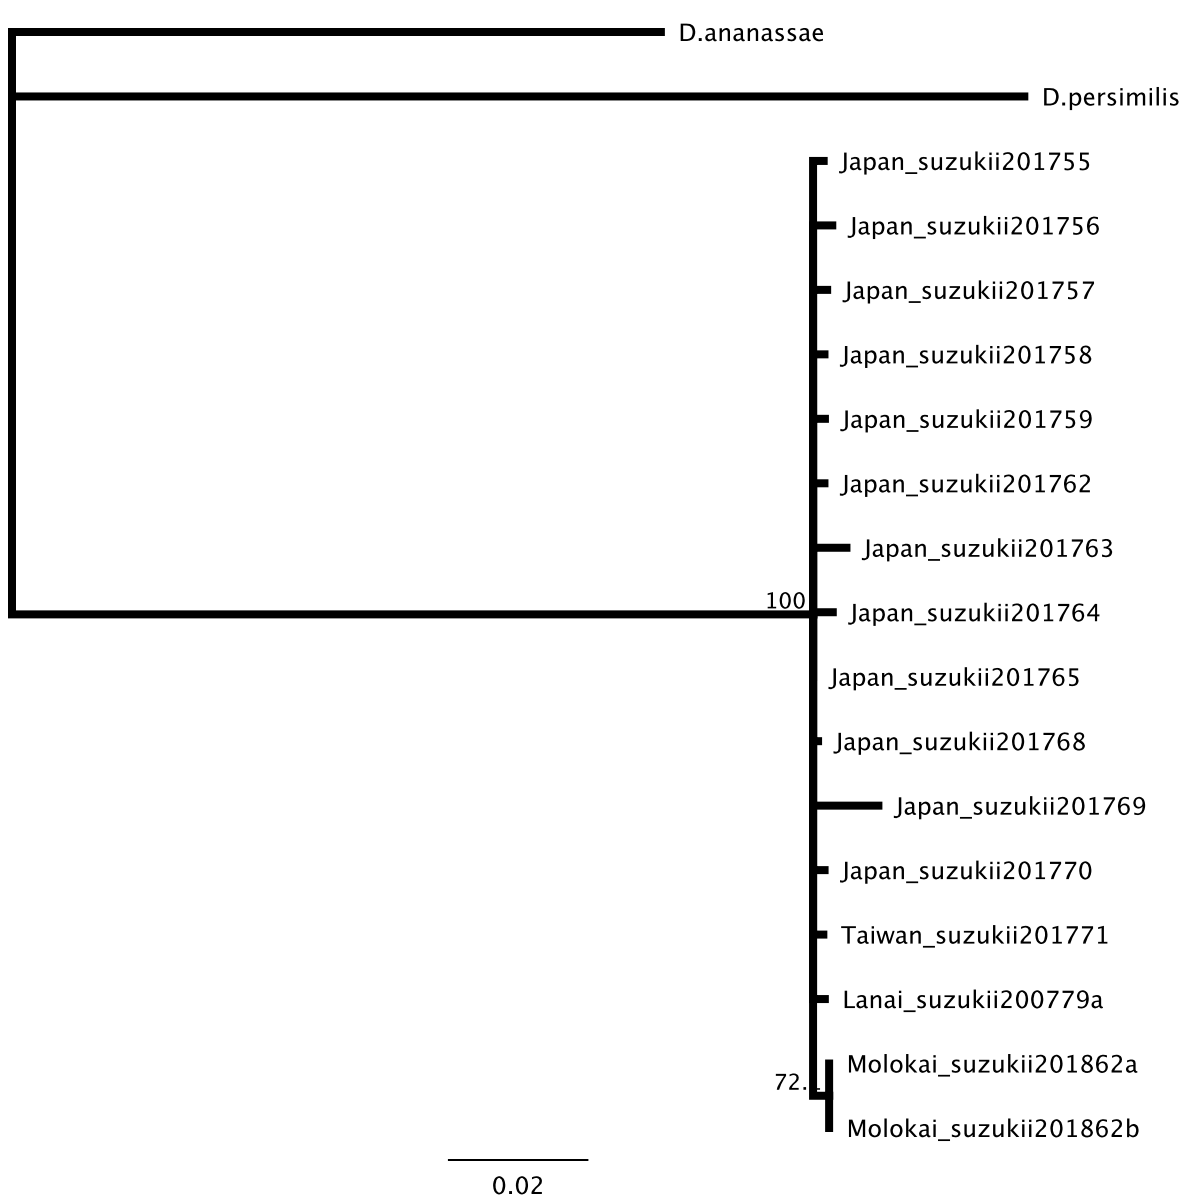 D.ananassae
D.persimilis
Japan_suzukii201755
Japan_suzukii201756
Japan_suzukii201757
Japan_suzukii201758
Japan_suzukii201759
Japan_suzukii201762
Japan_suzukii201763
100
Japan_suzukii201764
Japan_suzukii201765
Japan_suzukii201768
Japan_suzukii201769
Japan_suzukii201770
Taiwan_suzukii201771
Lanai_suzukii200779a
Molokai_suzukii201862a
72.
Molokai_suzukii201862b
0.02